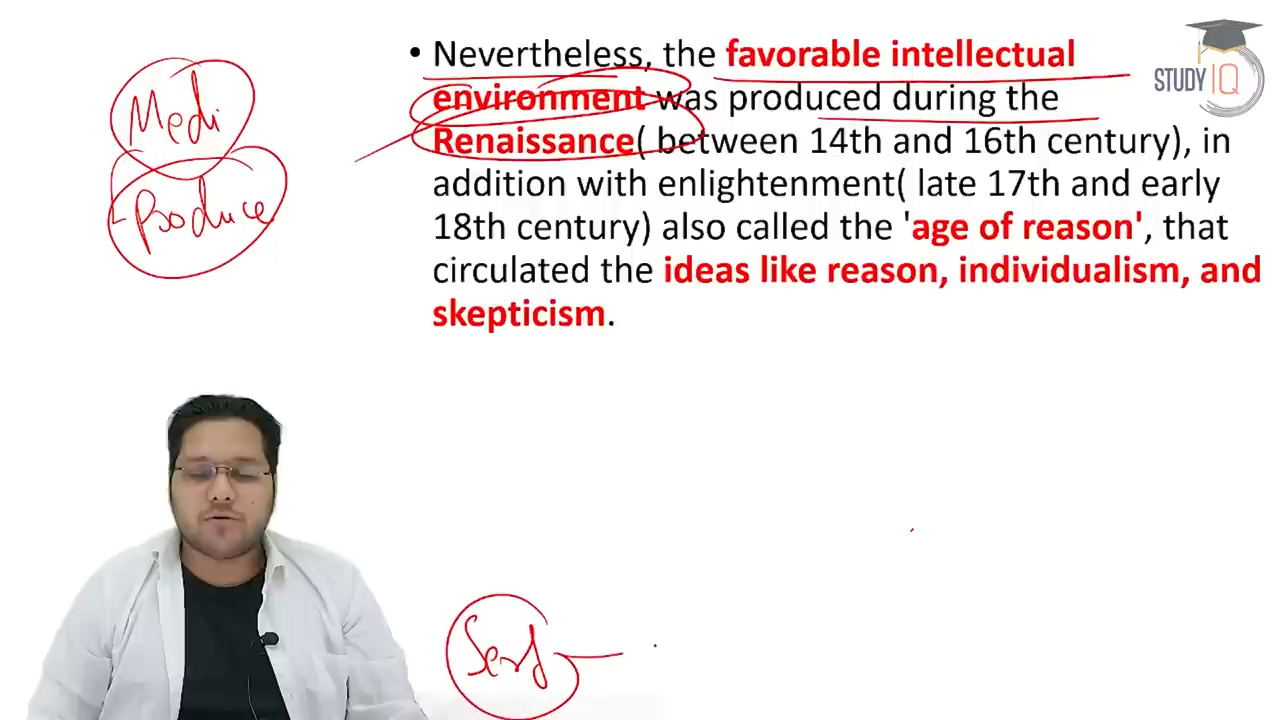 • Nevertheless, the favorable intellectual
environment was produced during the
Renaissance( between 14th and 16th century), in
addition with enlightenment( late 17th and early
18th century) also called the 'age of reason', that
circulated the ideas like reason, individualism, and
skepticism.
STUDY IQ
Medi
Produce
Serf